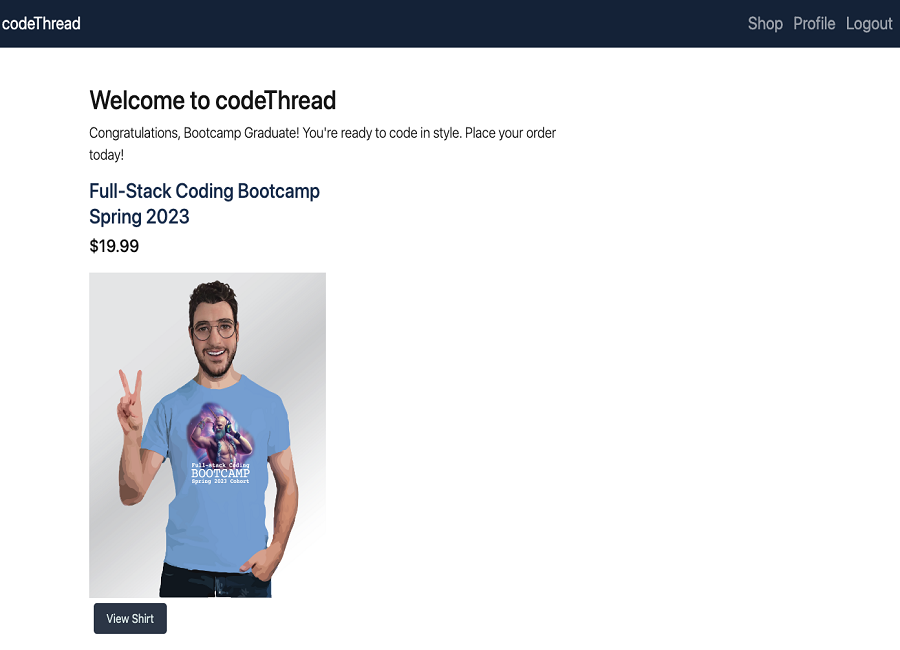 codeThread
Shop Profile Logout
Welcome to codeThread
Congratulations, Bootcamp Graduate! You're ready to code in style. Place your order
today!
Full-Stack Coding Bootcamp
Spring 2023
$19.99
Full-stack Coding
BOOTCAMP
Spring 2023 Cohort
View Shirt